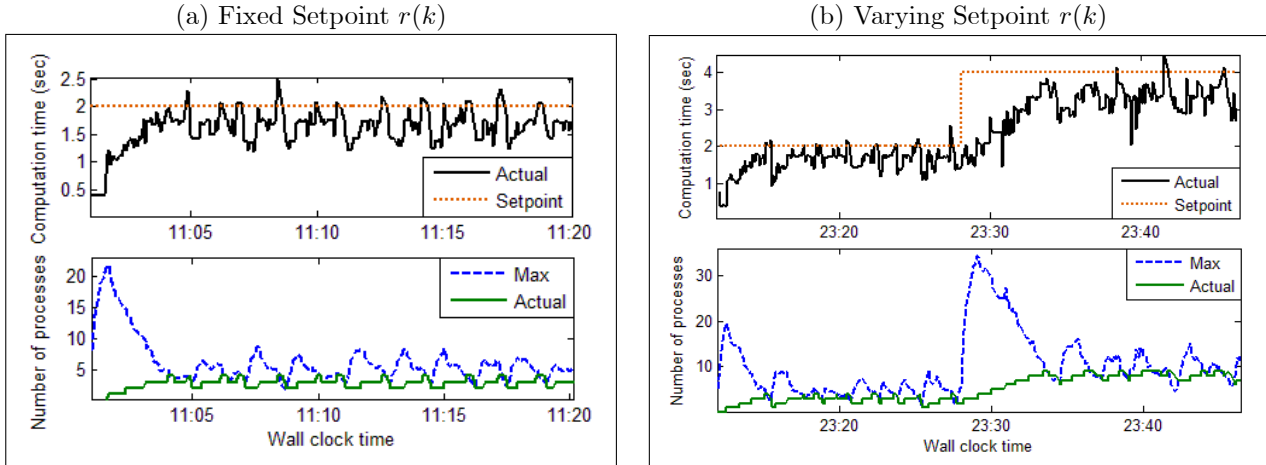 (a) Fixed Setpoint r(k)
Computation time (sec)
2.5
2
1.5
1
0.5
Actual
Setpoint
11:05
11:10
11:15
11:20
Number of processes
20
15
10
5
Max
Actual
11:05
11:10
11:15
11:20
Wall clock time
(b) Varying Setpoint r(k)
Computation time (sec)
4
3
2
1
Actual
Setpoint
23:20
23:30
23:40
Number of processes
30
20
10
Max
Actual
23:20
23:30
23:40
Wall clock time